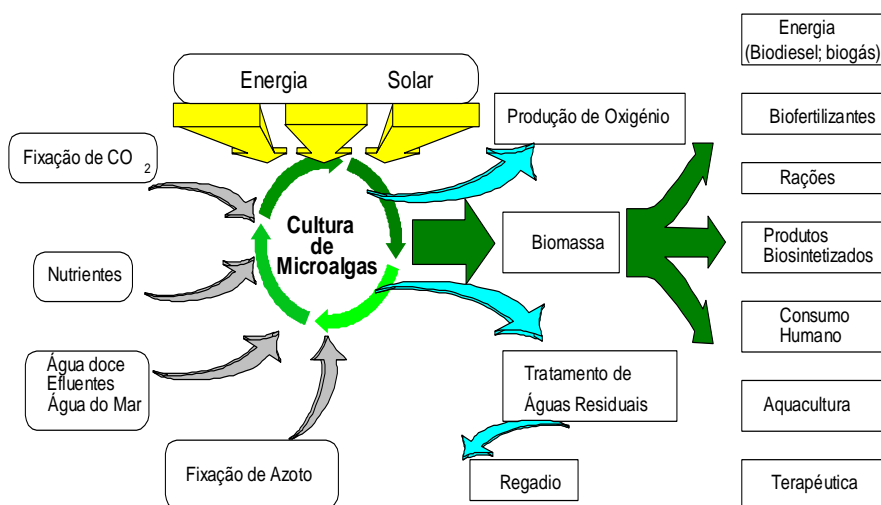 Energia Solar
Fixação de CO 2
Nutrientes
Água doce
Efluentes
Água do Mar
Fixação de Azoto
Cultura
de
Microalgas
Produção de Oxigénio
Biomassa
Tratamento de
Águas Residuais
Regadio
Energia
(Biodiesel; biogás)
Biofertilizantes
Rações
Produtos
Biosintetizados
Consumo
Humano
Aquacultura
Terapéutica